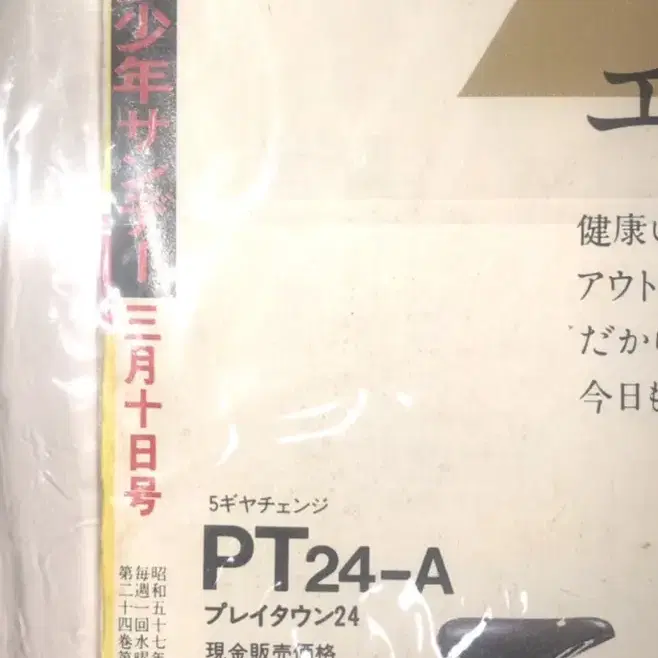 少年サンデー 三月十日号
昭和五十七年
毎週一回水曜
第二十四巻第
エ
健康い
アウト
だから
今日も
5ギヤチェンジ
PT24-A
プレイタウン24
現金販売価格